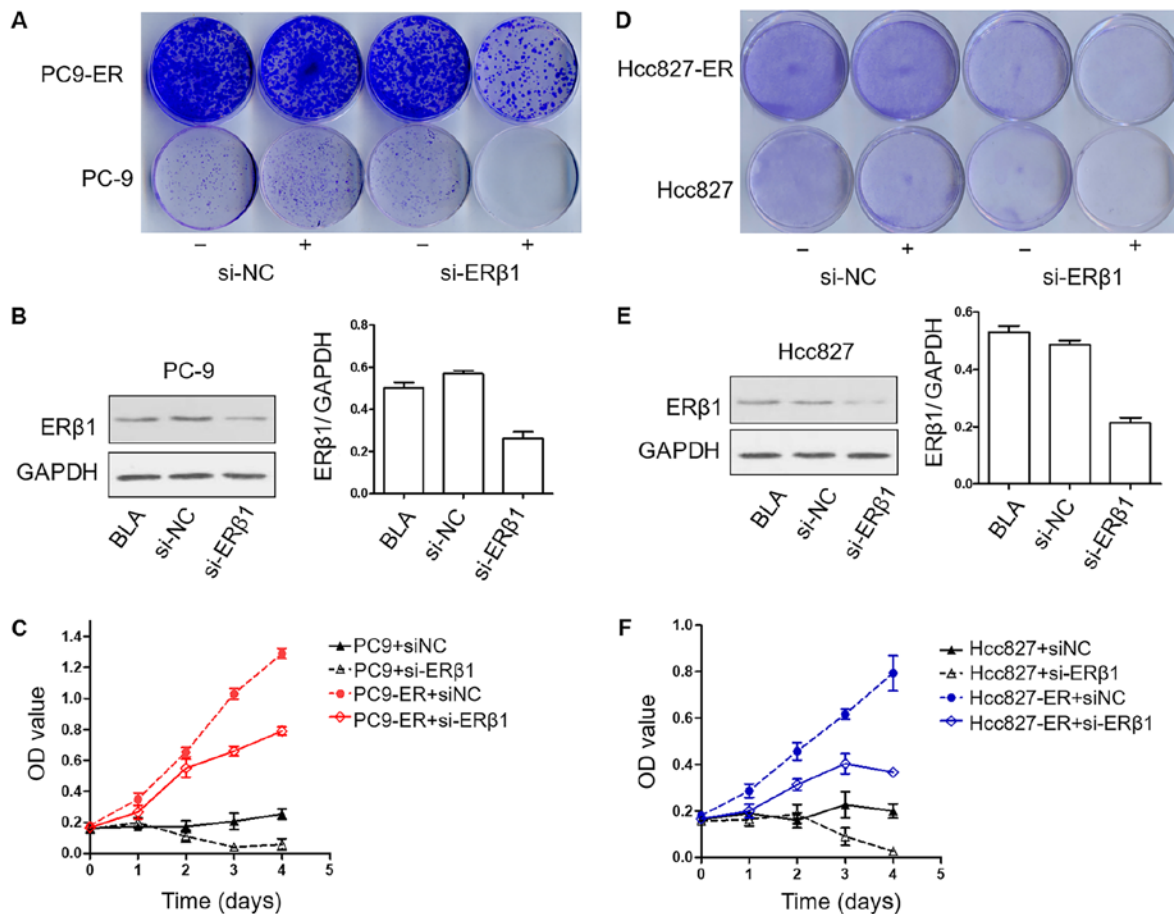 A
PC9-ER
PC-9
– + – +
si-NC si-ERβ1
B
PC-9
ERβ1
GAPDH
BLA
si-NC
si-ERβ1
ERβ1/GAPDH
0.8
0.6
0.4
0.2
0.0
BLA
si-NC
si-ERβ1
C
OD value
1.4
1.2
1.0
0.8
0.6
0.4
0.2
0.0
0 1 2 3 4 5
Time (days)
PC9+siNC
PC9+si-ERβ1
PC9-ER+siNC
PC9-ER+si-ERβ1
D
Hcc827-ER
Hcc827
– + – +
si-NC si-ERβ1
E
Hcc827
ERβ1
GAPDH
BLA
si-NC
si-ERβ1
ERβ1/GAPDH
0.6
0.4
0.2
0.0
BLA
si-NC
si-ERβ1
F
OD value
0.8
0.6
0.4
0.2
0.0
0 1 2 3 4 5
Time (days)
Hcc827+siNC
Hcc827+si-ERβ1
Hcc827-ER+siNC
Hcc827-ER+si-ERβ1